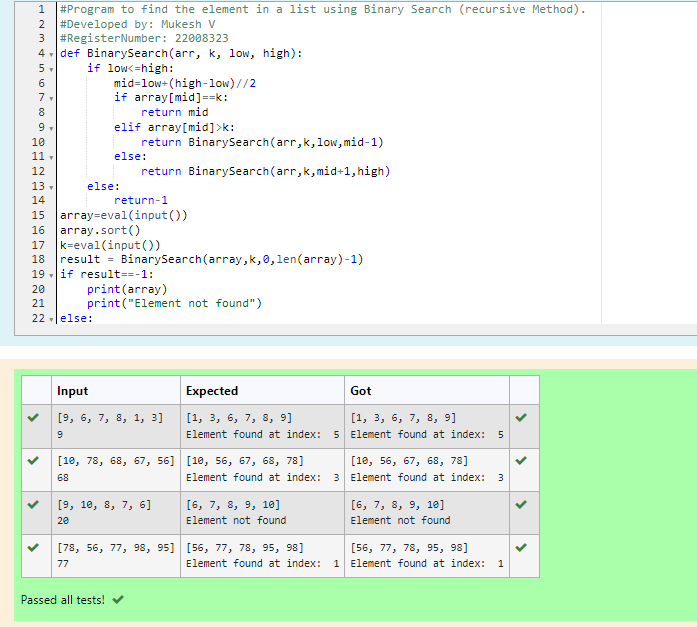 1 #Program to find the element in a list using Binary Search (recursive Method).
2 #Developed by: Mukesh V
3 #RegisterNumber: 22008323
4 def BinarySearch(arr, k, low, high):
5     if low<=high:
6         mid=low+(high-low)//2
7         if array[mid]==k:
8             return mid
9         elif array[mid]>k:
10             return BinarySearch(arr,k,low,mid-1)
11         else:
12             return BinarySearch(arr,k,mid+1,high)
13     else:
14         return-1
15 array=eval(input())
16 array.sort()
17 k=eval(input())
18 result = BinarySearch(array,k,0,len(array)-1)
19 if result==-1:
20     print(array)
21     print("Element not found")
22 else:
Input Expected Got
[9, 6, 7, 8, 1, 3] [1, 3, 6, 7, 8, 9] [1, 3, 6, 7, 8, 9]
9 Element found at index:  5 Element found at index:  5
[10, 78, 68, 67, 56] [10, 56, 67, 68, 78] [10, 56, 67, 68, 78]
68 Element found at index:  3 Element found at index:  3
[9, 10, 8, 7, 6] [6, 7, 8, 9, 10] [6, 7, 8, 9, 10]
20 Element not found Element not found
[78, 56, 77, 98, 95] [56, 77, 78, 95, 98] [56, 77, 78, 95, 98]
77 Element found at index:  1 Element found at index:  1
Passed all tests!